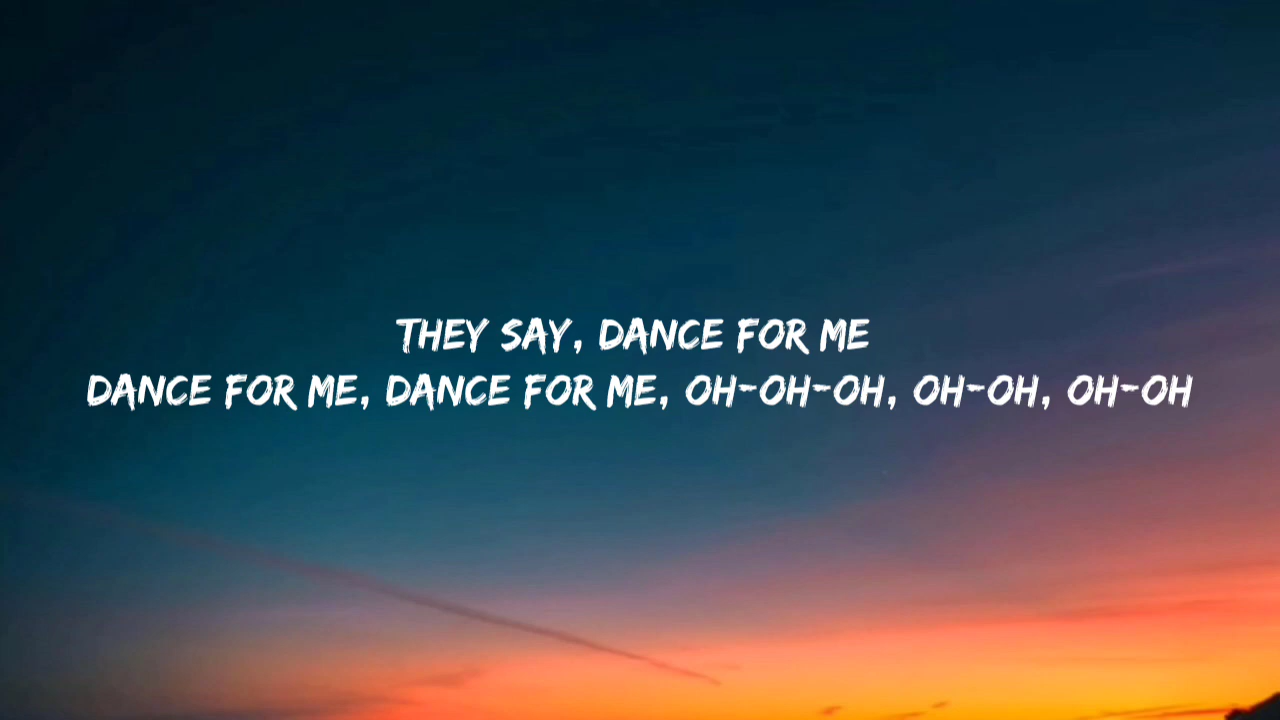 THEY SAY, DANCE FOR ME
DANCE FOR ME, DANCE FOR ME, OH-OH-OH, OH-OH, OH-OH